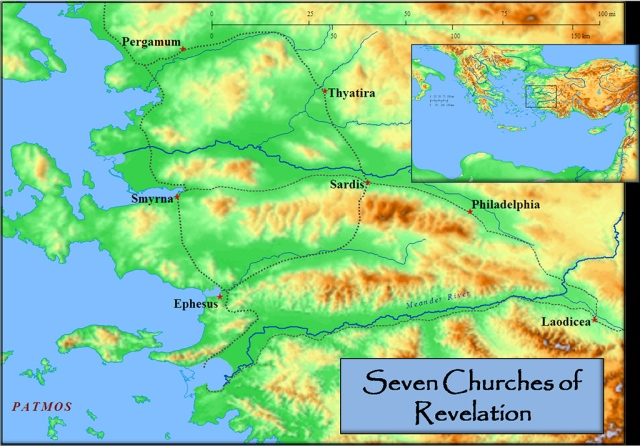 0 25 50 75 100 mi
0 25 50 100 150 km
Pergamum
Thyatira
Sardis
Smyrna
Philadelphia
Ephesus
Meander River
Laodicea
PATMOS
Seven Churches of
Revelation